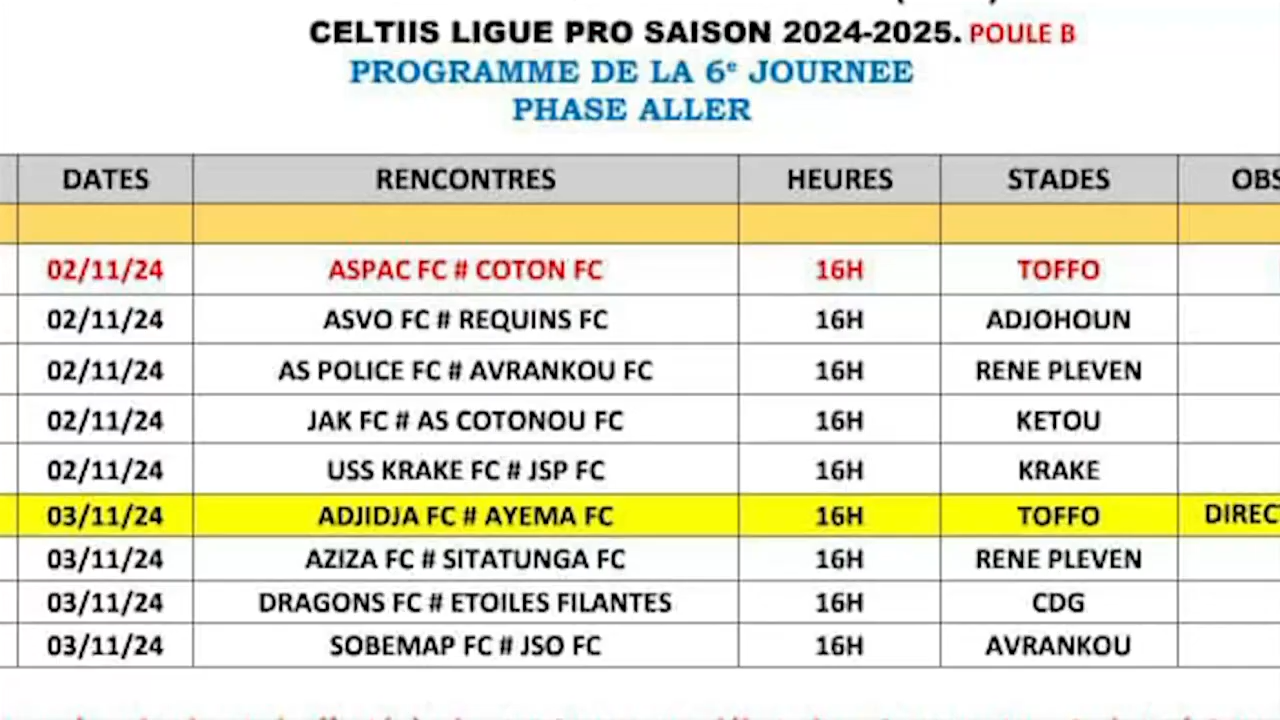 CELTIIS LIGUE PRO SAISON 2024-2025. POULE B
PROGRAMME DE LA 6e JOURNEE
PHASE ALLER
DATES RENCONTRES HEURES STADES OBS
02/11/24 ASPAC FC # COTON FC 16H TOFFO
02/11/24 ASVO FC # REQUINS FC 16H ADJOHOUN
02/11/24 AS POLICE FC # AVRANKOU FC 16H RENE PLEVEN
02/11/24 JAK FC # AS COTONOU FC 16H KETOU
02/11/24 USS KRAKE FC # JSP FC 16H KRAKE
03/11/24 ADJIDJA FC # AYEMA FC 16H TOFFO DIREC
03/11/24 AZIZA FC # SITATUNGA FC 16H RENE PLEVEN
03/11/24 DRAGONS FC # ETOILES FILANTES 16H CDG
03/11/24 SOBEMAP FC # JSO FC 16H AVRANKOU